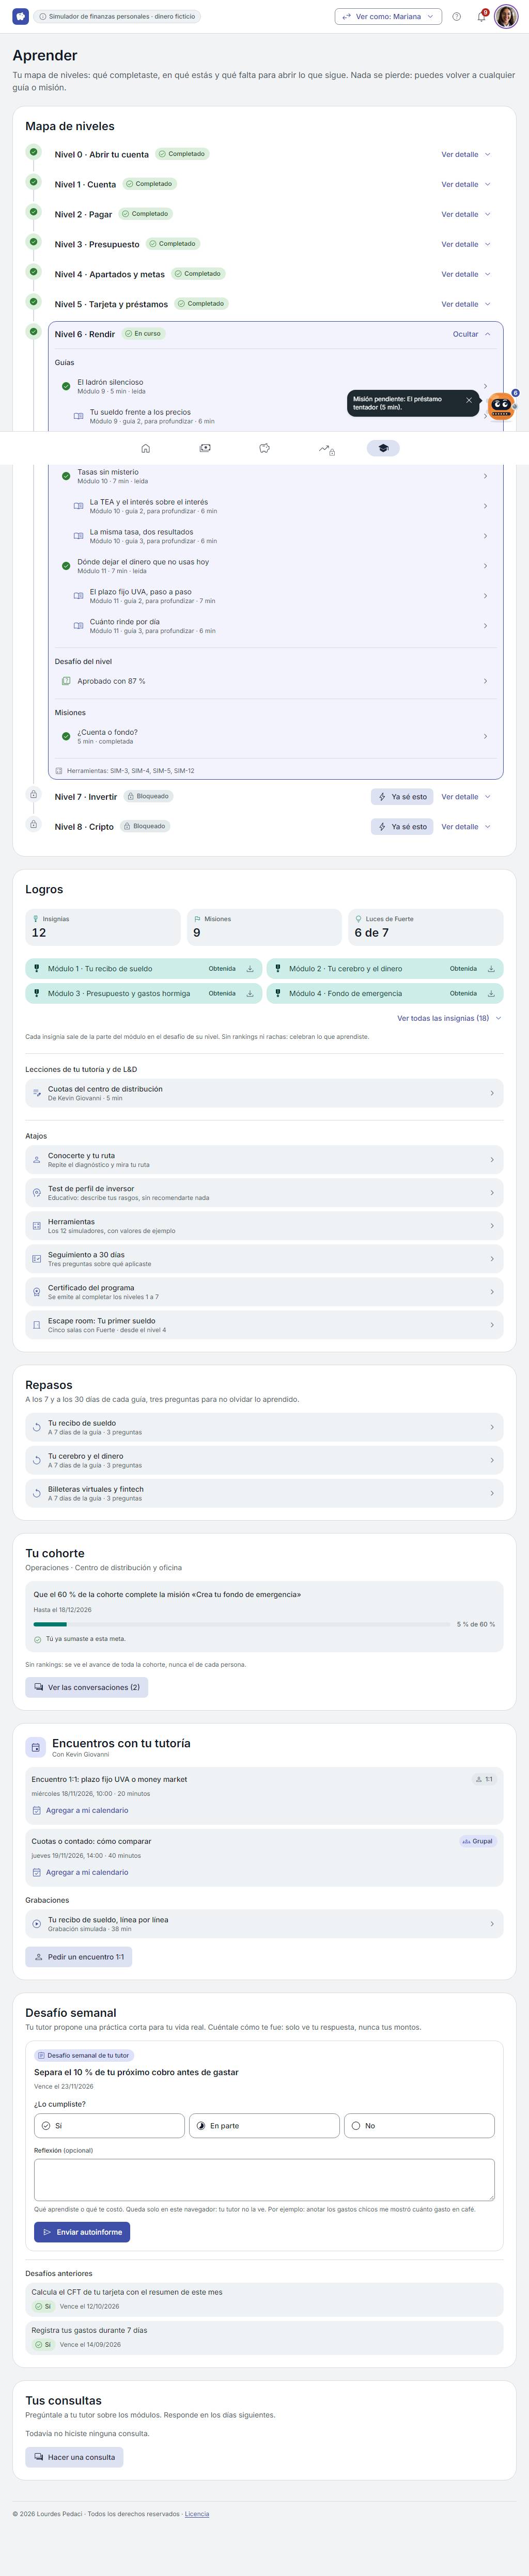 Simulador de finanzas personales · dinero ficticio
Ver como: Mariana
9
Aprender
Tu mapa de niveles: qué completaste, en qué estás y qué falta para abrir lo que sigue. Nada se pierde: puedes volver a cualquier
guía o misión.
Mapa de niveles
Nivel 0 · Abrir tu cuenta
Completado
Ver detalle
Nivel 1 · Cuenta
Completado
Ver detalle
Nivel 2 · Pagar
Completado
Ver detalle
Nivel 3 · Presupuesto
Completado
Ver detalle
Nivel 4 · Apartados y metas
Completado
Ver detalle
Nivel 5 · Tarjeta y préstamos
Completado
Ver detalle
Nivel 6 · Rendir
En curso
Ocultar
Guías
El ladrón silencioso
Módulo 9 · 5 min · leída
Misión pendiente: El préstamo
tentador (5 min).
6
Tu sueldo frente a los precios
Módulo 9 · guía 2, para profundizar · 6 min
Tasas sin misterio
Módulo 10 · 7 min · leída
La TEA y el interés sobre el interés
Módulo 10 · guía 2, para profundizar · 6 min
La misma tasa, dos resultados
Módulo 10 · guía 3, para profundizar · 6 min
Dónde dejar el dinero que no usas hoy
Módulo 11 · 7 min · leída
El plazo fijo UVA, paso a paso
Módulo 11 · guía 2, para profundizar · 7 min
Cuánto rinde por día
Módulo 11 · guía 3, para profundizar · 6 min
Desafío del nivel
Aprobado con 87 %
Misiones
¿Cuenta o fondo?
5 min · completada
Herramientas: SIM-3, SIM-4, SIM-5, SIM-12
Nivel 7 · Invertir
Bloqueado
Ya sé esto
Ver detalle
Nivel 8 · Cripto
Bloqueado
Ya sé esto
Ver detalle
Logros
Insignias
12
Misiones
9
Luces de Fuerte
6 de 7
Módulo 1 · Tu recibo de sueldo
Obtenida
Módulo 2 · Tu cerebro y el dinero
Obtenida
Módulo 3 · Presupuesto y gastos hormiga
Obtenida
Módulo 4 · Fondo de emergencia
Obtenida
Ver todas las insignias (18)
Cada insignia sale de la parte del módulo en el desafío de su nivel. Sin rankings ni rachas: celebran lo que aprendiste.
Lecciones de tu tutoría y de L&D
Cuotas del centro de distribución
De Kevin Giovanni · 5 min
Atajos
Conocerte y tu ruta
Repite el diagnóstico y mira tu ruta
Test de perfil de inversor
Educativo: describe tus rasgos, sin recomendarte nada
Herramientas
Los 12 simuladores, con valores de ejemplo
Seguimiento a 30 días
Tres preguntas sobre qué aplicaste
Certificado del programa
Se emite al completar los niveles 1 a 7
Escape room: Tu primer sueldo
Cinco salas con Fuerte · desde el nivel 4
Repasos
A los 7 y a los 30 días de cada guía, tres preguntas para no olvidar lo aprendido.
Tu recibo de sueldo
A 7 días de la guía · 3 preguntas
Tu cerebro y el dinero
A 7 días de la guía · 3 preguntas
Billeteras virtuales y fintech
A 7 días de la guía · 3 preguntas
Tu cohorte
Operaciones · Centro de distribución y oficina
Que el 60 % de la cohorte complete la misión «Crea tu fondo de emergencia»
Hasta el 18/12/2026
5 % de 60 %
Tú ya sumaste a esta meta.
Sin rankings: se ve el avance de toda la cohorte, nunca el de cada persona.
Ver las conversaciones (2)
Encuentros con tu tutoría
Con Kevin Giovanni
Encuentro 1:1: plazo fijo UVA o money market
1:1
miércoles 18/11/2026, 10:00 · 20 minutos
Agregar a mi calendario
Cuotas o contado: cómo comparar
Grupal
jueves 19/11/2026, 14:00 · 40 minutos
Agregar a mi calendario
Grabaciones
Tu recibo de sueldo, línea por línea
Grabación simulada · 38 min
Pedir un encuentro 1:1
Desafío semanal
Tu tutor propone una práctica corta para tu vida real. Cuéntale cómo te fue: solo ve tu respuesta, nunca tus montos.
Desafío semanal de tu tutor
Separa el 10 % de tu próximo cobro antes de gastar
Vence el 23/11/2026
¿Lo cumpliste?
Sí
En parte
No
Reflexión (opcional)
Qué aprendiste o qué te costó. Queda solo en este navegador: tu tutor no la ve. Por ejemplo: anotar los gastos chicos me mostró cuánto gasto en café.
Enviar autoinforme
Desafíos anteriores
Calcula el CFT de tu tarjeta con el resumen de este mes
Sí
Vence el 12/10/2026
Registra tus gastos durante 7 días
Sí
Vence el 14/09/2026
Tus consultas
Pregúntale a tu tutor sobre los módulos. Responde en los días siguientes.
Todavía no hiciste ninguna consulta.
Hacer una consulta
© 2026 Lourdes Pedaci · Todos los derechos reservados · Licencia